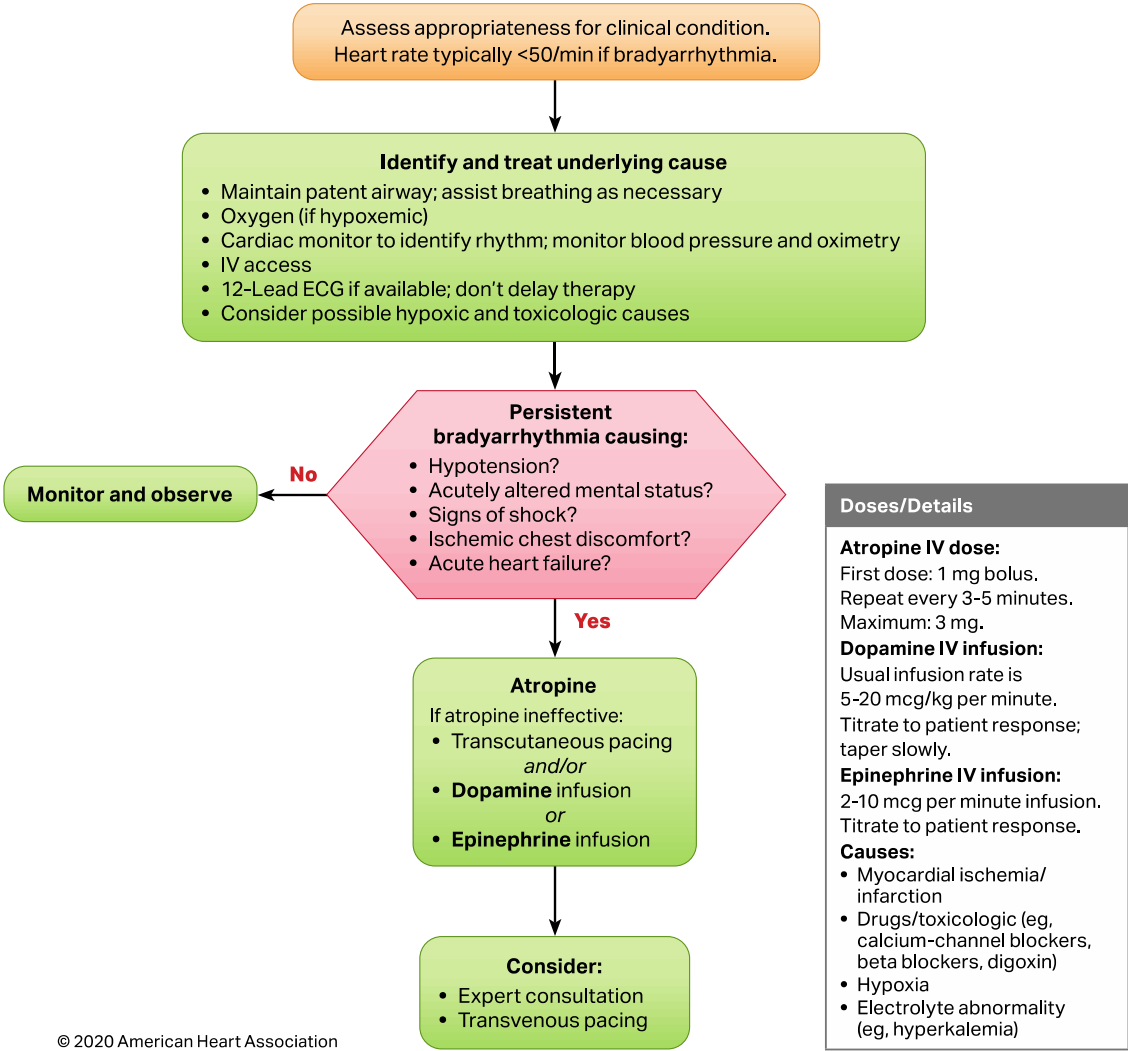 Assess appropriateness for clinical condition.
Heart rate typically <50/min if bradyarrhythmia.
Identify and treat underlying cause
• Maintain patent airway; assist breathing as necessary
• Oxygen (if hypoxemic)
• Cardiac monitor to identify rhythm; monitor blood pressure and oximetry
• IV access
• 12-Lead ECG if available; don't delay therapy
• Consider possible hypoxic and toxicologic causes
Persistent
bradyarrhythmia causing:
• Hypotension?
• Acutely altered mental status?
• Signs of shock?
• Ischemic chest discomfort?
• Acute heart failure?
No
Monitor and observe
Yes
Atropine
If atropine ineffective:
• Transcutaneous pacing
and/or
• Dopamine infusion
or
• Epinephrine infusion
Consider:
• Expert consultation
• Transvenous pacing
Doses/Details
Atropine IV dose:
First dose: 1 mg bolus.
Repeat every 3-5 minutes.
Maximum: 3 mg.
Dopamine IV infusion:
Usual infusion rate is
5-20 mcg/kg per minute.
Titrate to patient response;
taper slowly.
Epinephrine IV infusion:
2-10 mcg per minute infusion.
Titrate to patient response.
Causes:
• Myocardial ischemia/
infarction
• Drugs/toxicologic (eg,
calcium-channel blockers,
beta blockers, digoxin)
• Hypoxia
• Electrolyte abnormality
(eg, hyperkalemia)
© 2020 American Heart Association